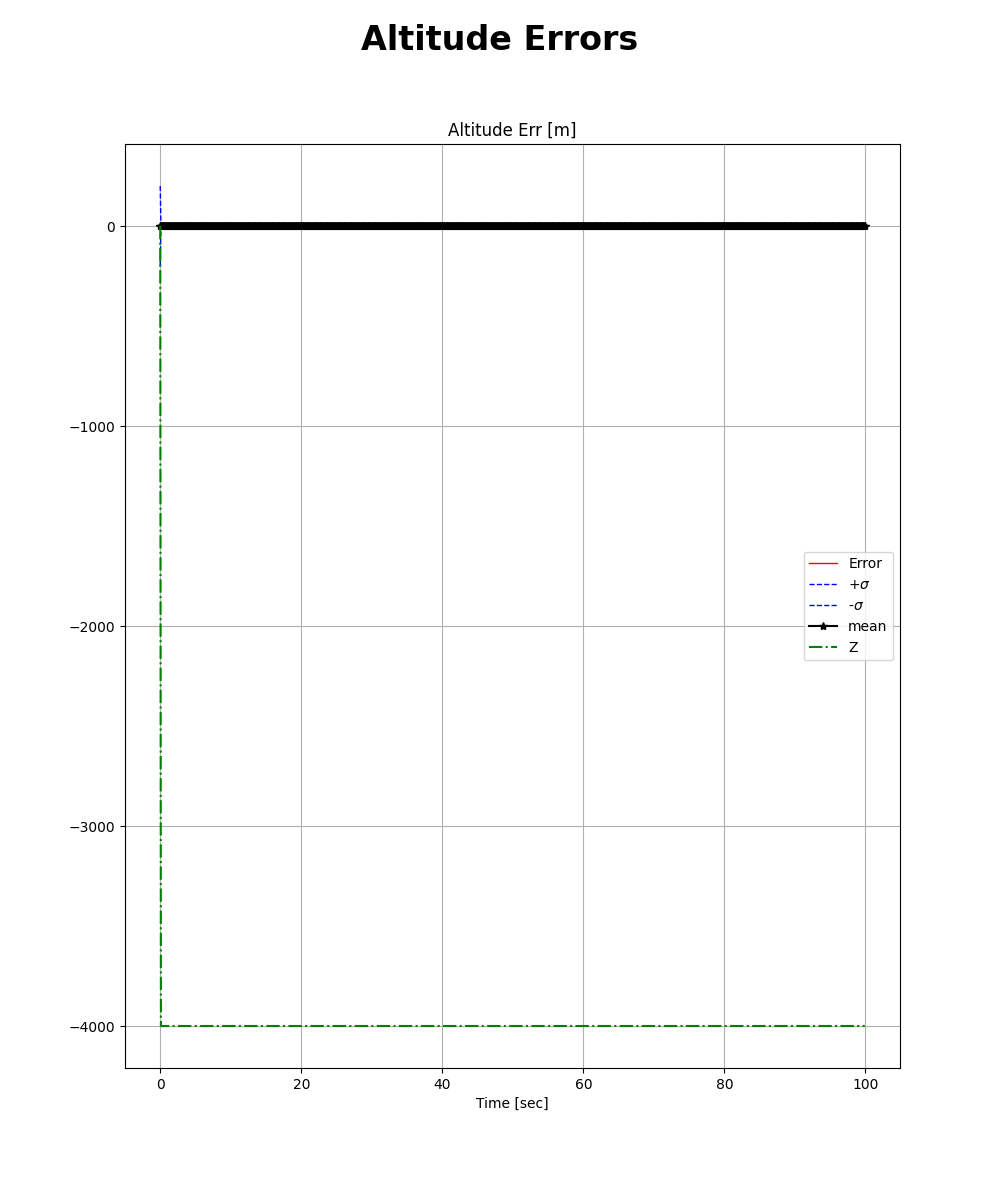 Altitude Errors
Altitude Err [m]
0
−1000
−2000
−3000
−4000
Error
+σ
-σ
mean
Z
0 20 40 60 80 100
Time [sec]